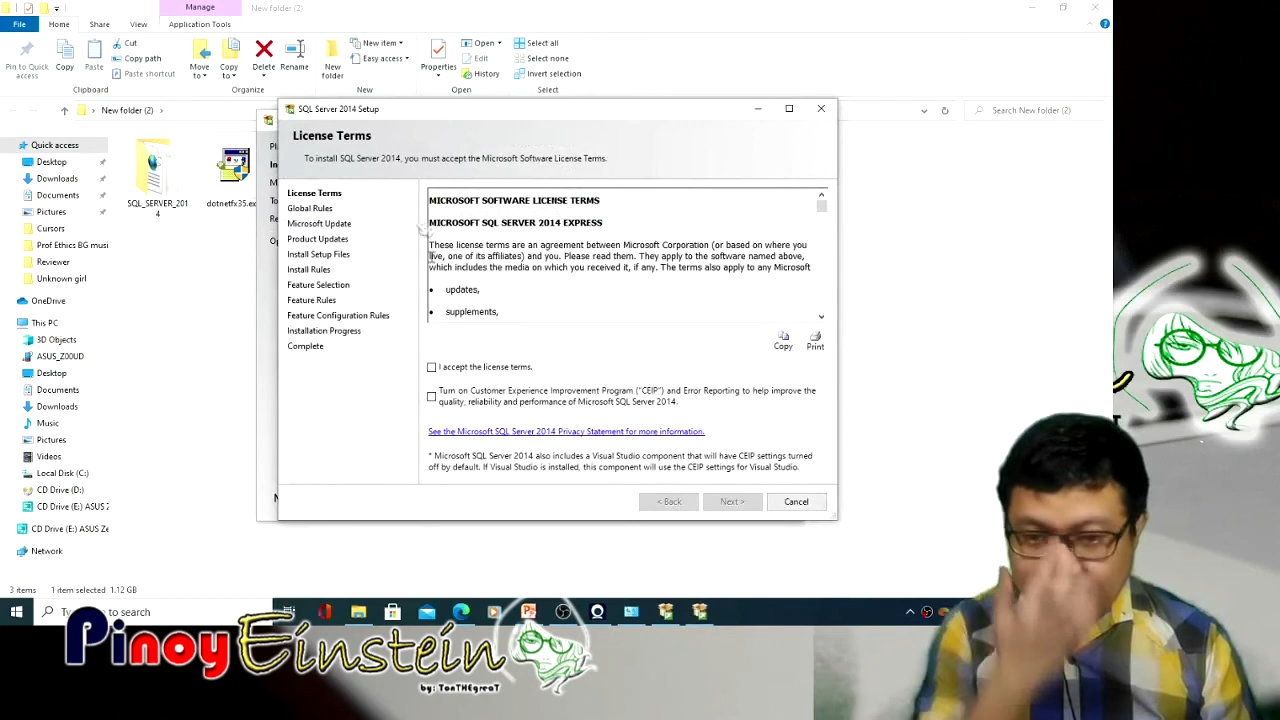 Manage
New folder (2)
File
Home
Share
View
Application Tools
Pin to Quick
access
Copy
Paste
Cut
Copy path
Paste shortcut
Clipboard
Move
to
Copy
to
Delete
Rename
Organize
New
folder
New item
Easy access
New
Properties
Open
Edit
History
Open
Select all
Select none
Invert selection
Select
New folder (2)
Search New folder (2)
Quick access
Desktop
Downloads
Documents
Pictures
Cursors
Prof Ethics BG musi
Reviewer
Unknown girl
OneDrive
This PC
3D Objects
ASUS_Z00UD
Desktop
Documents
Downloads
Music
Pictures
Videos
Local Disk (C:)
CD Drive (D:)
CD Drive (E:) ASUS Z
CD Drive (E:) ASUS Ze
Network
SQL_SERVER_201
4
dotnetfx35.ex
SQL Server 2014 Setup
License Terms
To install SQL Server 2014, you must accept the Microsoft Software License Terms.
License Terms
Global Rules
Microsoft Update
Product Updates
Install Setup Files
Install Rules
Feature Selection
Feature Rules
Feature Configuration Rules
Installation Progress
Complete
MICROSOFT SOFTWARE LICENSE TERMS
MICROSOFT SQL SERVER 2014 EXPRESS
These license terms are an agreement between Microsoft Corporation (or based on where you
live, one of its affiliates) and you. Please read them. They apply to the software named above,
which includes the media on which you received it, if any. The terms also apply to any Microsoft
• updates,
• supplements,
Copy
Print
I accept the license terms.
Turn on Customer Experience Improvement Program ("CEIP") and Error Reporting to help improve the
quality, reliability and performance of Microsoft SQL Server 2014.
See the Microsoft SQL Server 2014 Privacy Statement for more information.
* Microsoft SQL Server 2014 also includes a Visual Studio component that will have CEIP settings turned
off by default. If Visual Studio is installed, this component will use the CEIP settings for Visual Studio.
< Back
Next >
Cancel
3 items
1 item selected 1.12 GB
to search
Pinoy Einstein
by: TonTHEgreaT